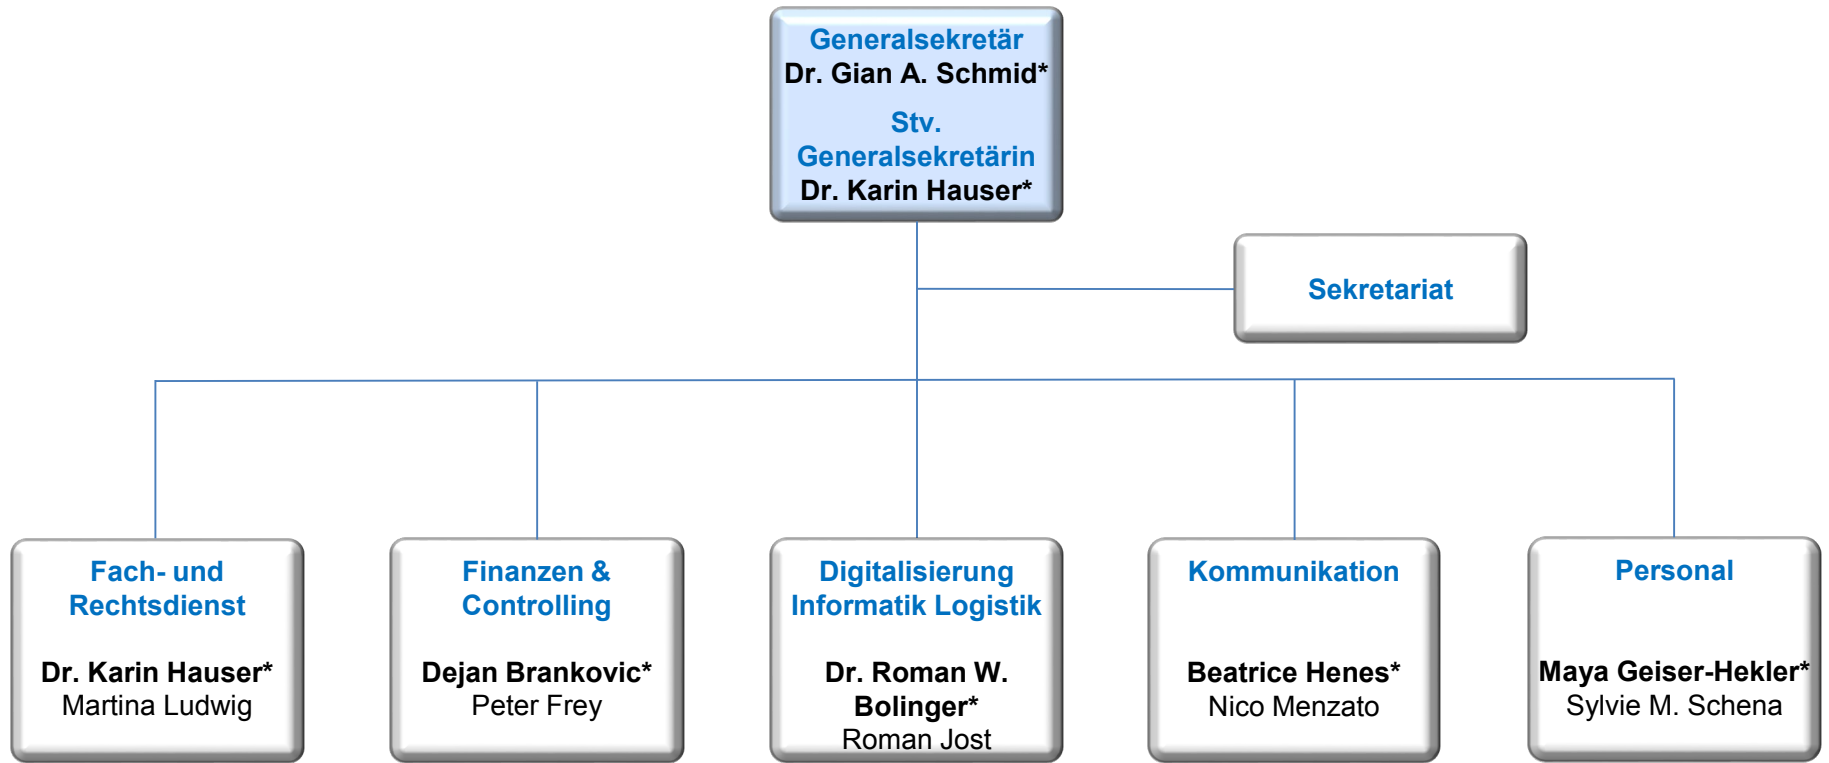 Generalsekretär
Dr. Gian A. Schmid*
Stv.
Generalsekretärin
Dr. Karin Hauser*
Sekretariat
Fach- und
Rechtsdienst
Dr. Karin Hauser*
Martina Ludwig
Finanzen &
Controlling
Dejan Brankovic*
Peter Frey
Digitalisierung
Informatik Logistik
Dr. Roman W.
Bolinger*
Roman Jost
Kommunikation
Beatrice Henes*
Nico Menzato
Personal
Maya Geiser-Hekler*
Sylvie M. Schena